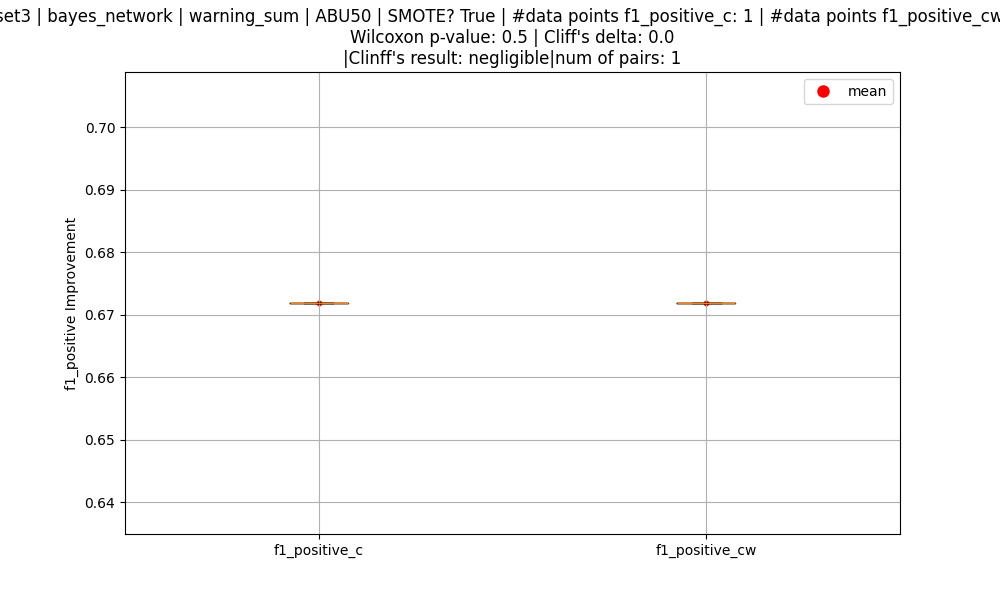 set3 | bayes_network | warning_sum | ABU50 | SMOTE? True | #data points f1_positive_c: 1 | #data points f1_positive_cw
Wilcoxon p-value: 0.5 | Cliff's delta: 0.0
|Clinff's result: negligible|num of pairs: 1
mean
0.70
0.69
0.68
0.67
0.66
0.65
0.64
f1_positive Improvement
f1_positive_c
f1_positive_cw